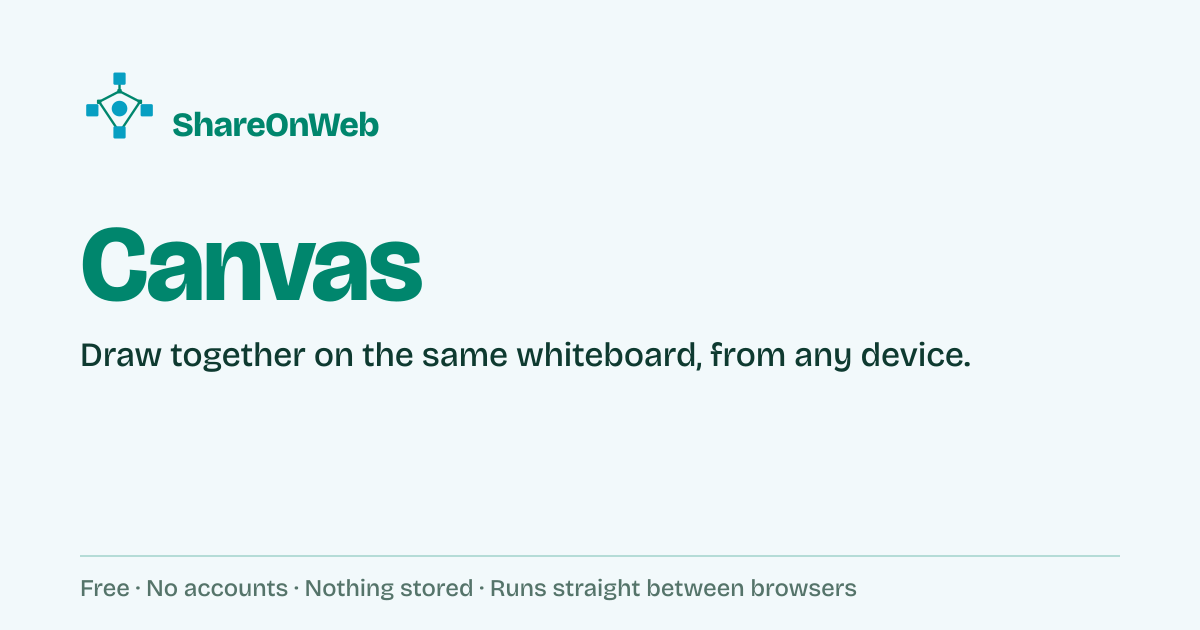 ShareOnWeb
Canvas
Draw together on the same whiteboard, from any device.
Free · No accounts · Nothing stored · Runs straight between browsers